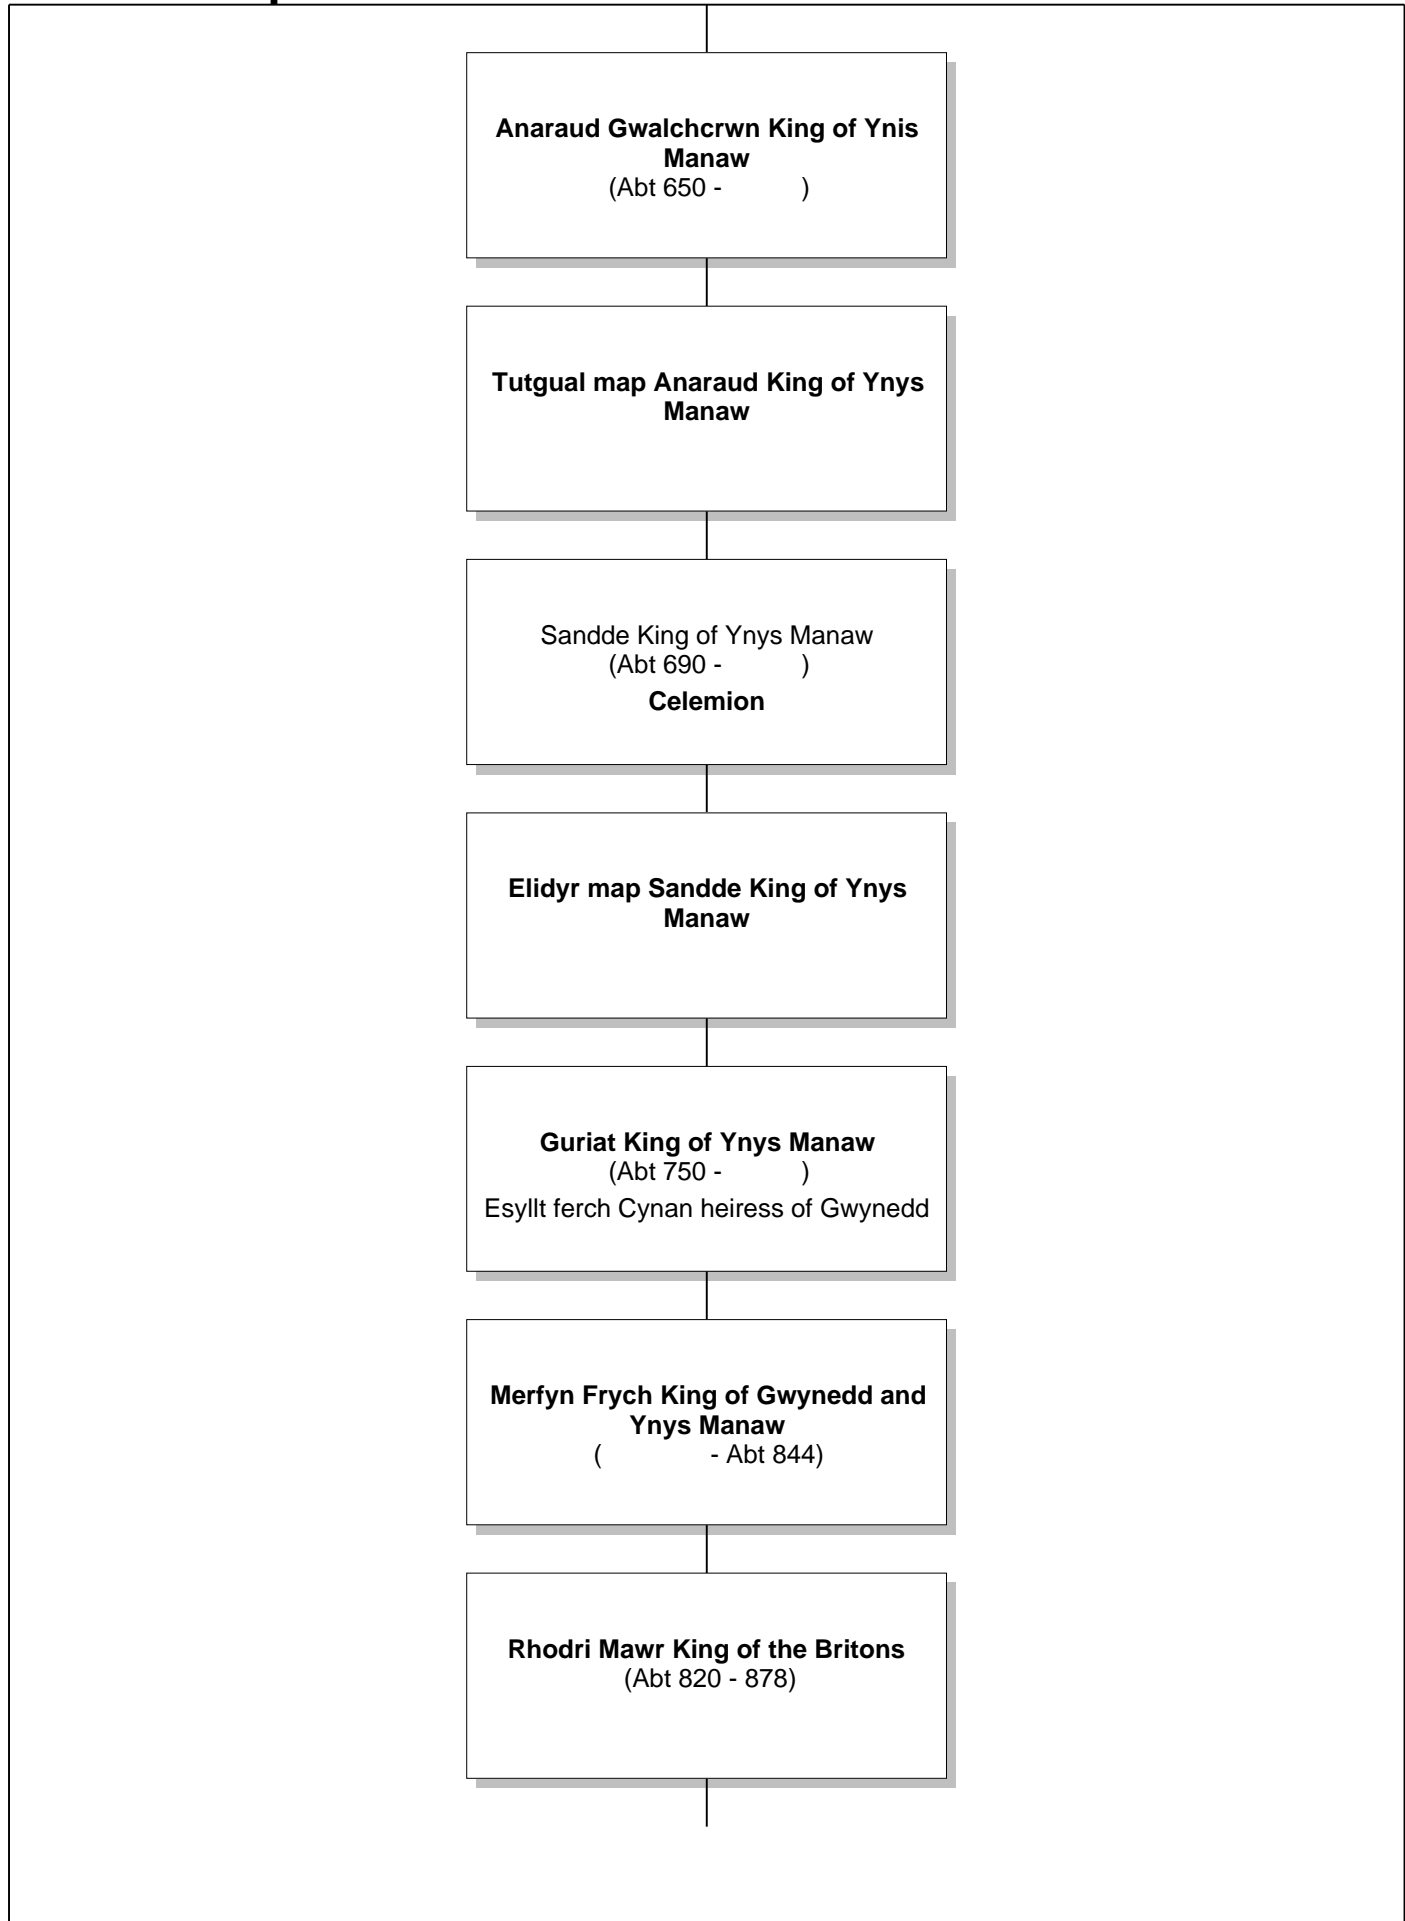 Anaraud Gwalchcrwn King of Ynis
Manaw
(Abt 650 - )
Tutgual map Anaraud King of Ynys
Manaw
Sandde King of Ynys Manaw
(Abt 690 - )
Celemion
Elidyr map Sandde King of Ynys
Manaw
Guriat King of Ynys Manaw
(Abt 750 - )
Esyllt ferch Cynan heiress of Gwynedd
Merfyn Frych King of Gwynedd and
Ynys Manaw
( - Abt 844)
Rhodri Mawr King of the Britons
(Abt 820 - 878)